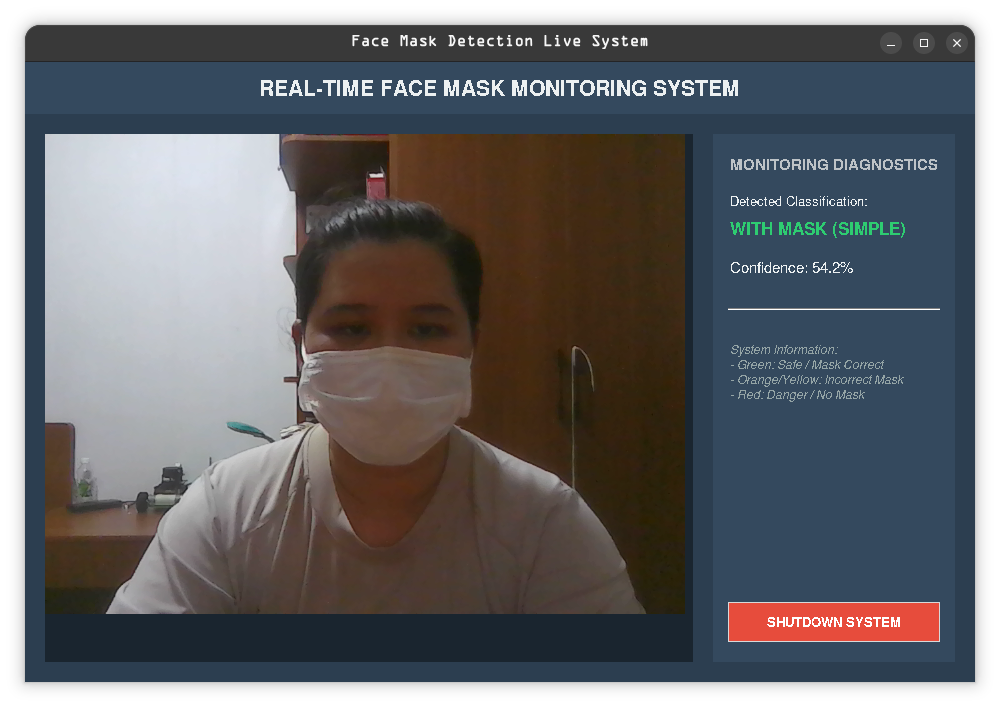 Face Mask Detection Live System
REAL-TIME FACE MASK MONITORING SYSTEM
MONITORING DIAGNOSTICS
Detected Classification:
WITH MASK (SIMPLE)
Confidence: 54.2%
System Information:
- Green: Safe / Mask Correct
- Orange/Yellow: Incorrect Mask
- Red: Danger / No Mask
SHUTDOWN SYSTEM